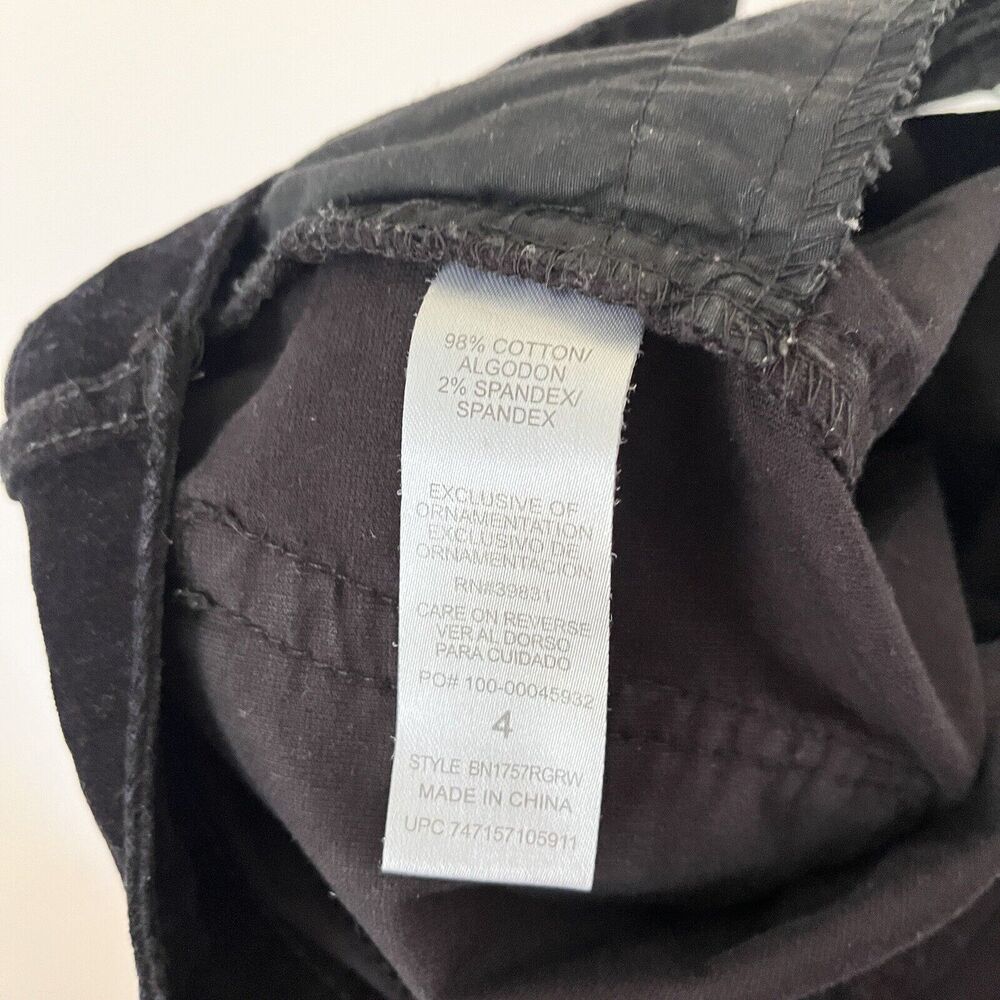 98% COTTON/
ALGODON
2% SPANDEX/
SPANDEX
EXCLUSIVE OF
ORNAMENTATION
EXCLUSIVO DE
ORNAMENTACION
RN#39831
CARE ON REVERSE
VER AL DORSO
PARA CUIDADO
PO# 100-00045932
4
STYLE BN1757RGRW
MADE IN CHINA
UPC:747157105911